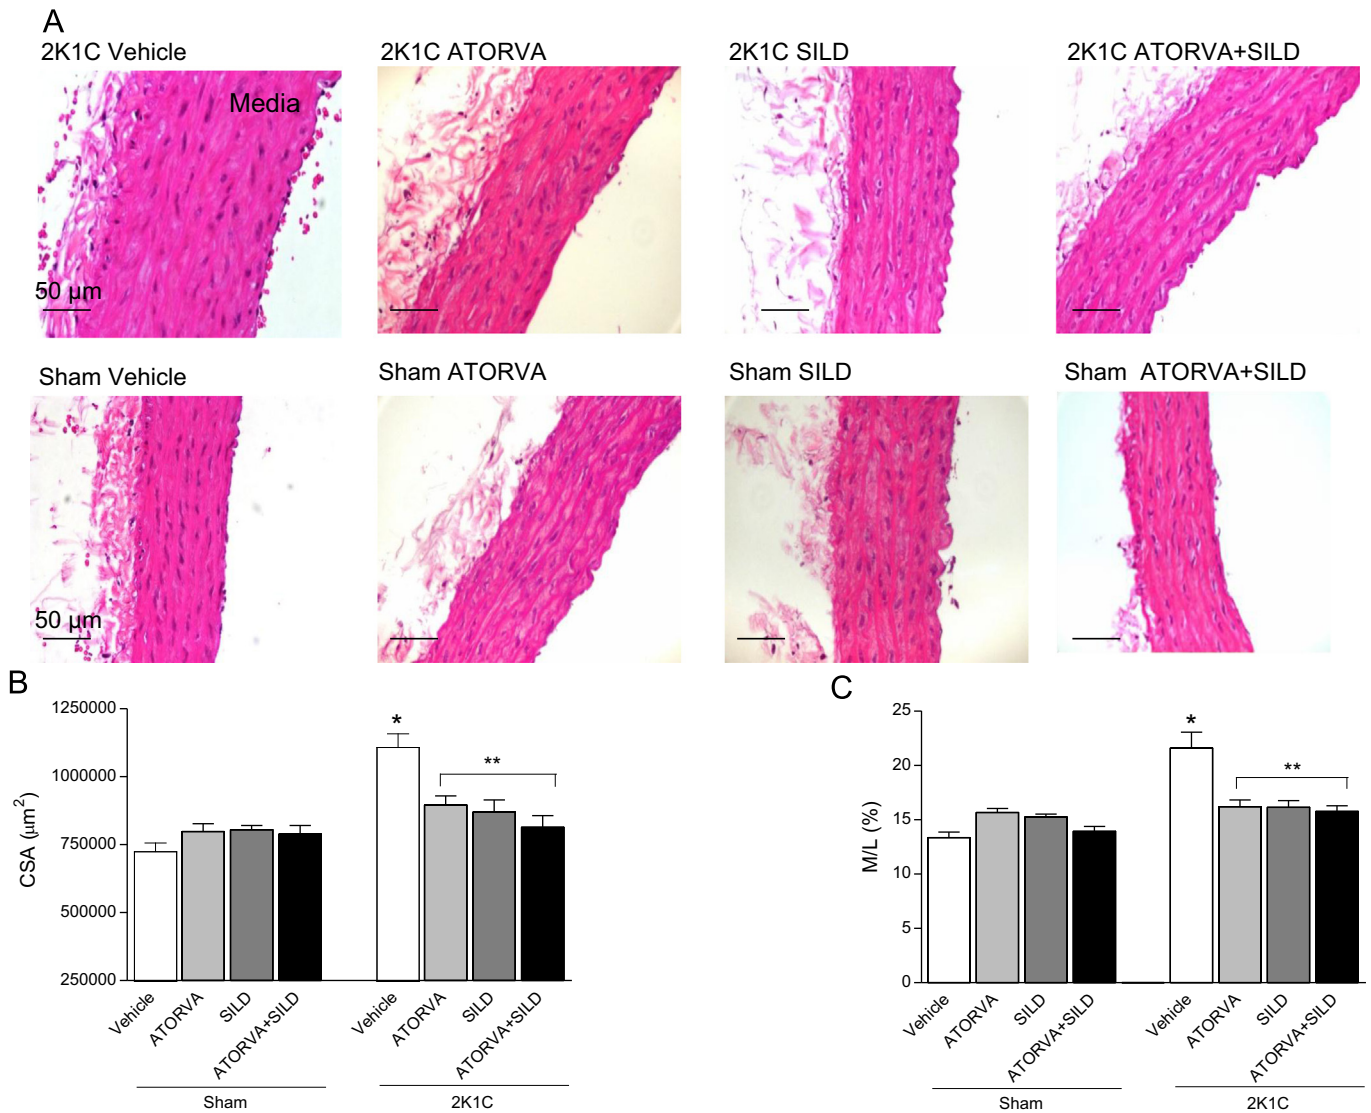 A
2K1C Vehicle
2K1C ATORVA
2K1C SILD
2K1C ATORVA+SILD
Media
50 μm
Sham Vehicle
Sham ATORVA
Sham SILD
Sham ATORVA+SILD
50 μm
B
CSA (μm²)
1250000
1000000
750000
500000
250000
*
**
Vehicle
ATORVA
SILD
ATORVA+SILD
Vehicle
ATORVA
SILD
ATORVA+SILD
Sham
2K1C
C
M/L (%)
25
20
15
10
5
0
*
**
Vehicle
ATORVA
SILD
ATORVA+SILD
Vehicle
ATORVA
SILD
ATORVA+SILD
Sham
2K1C